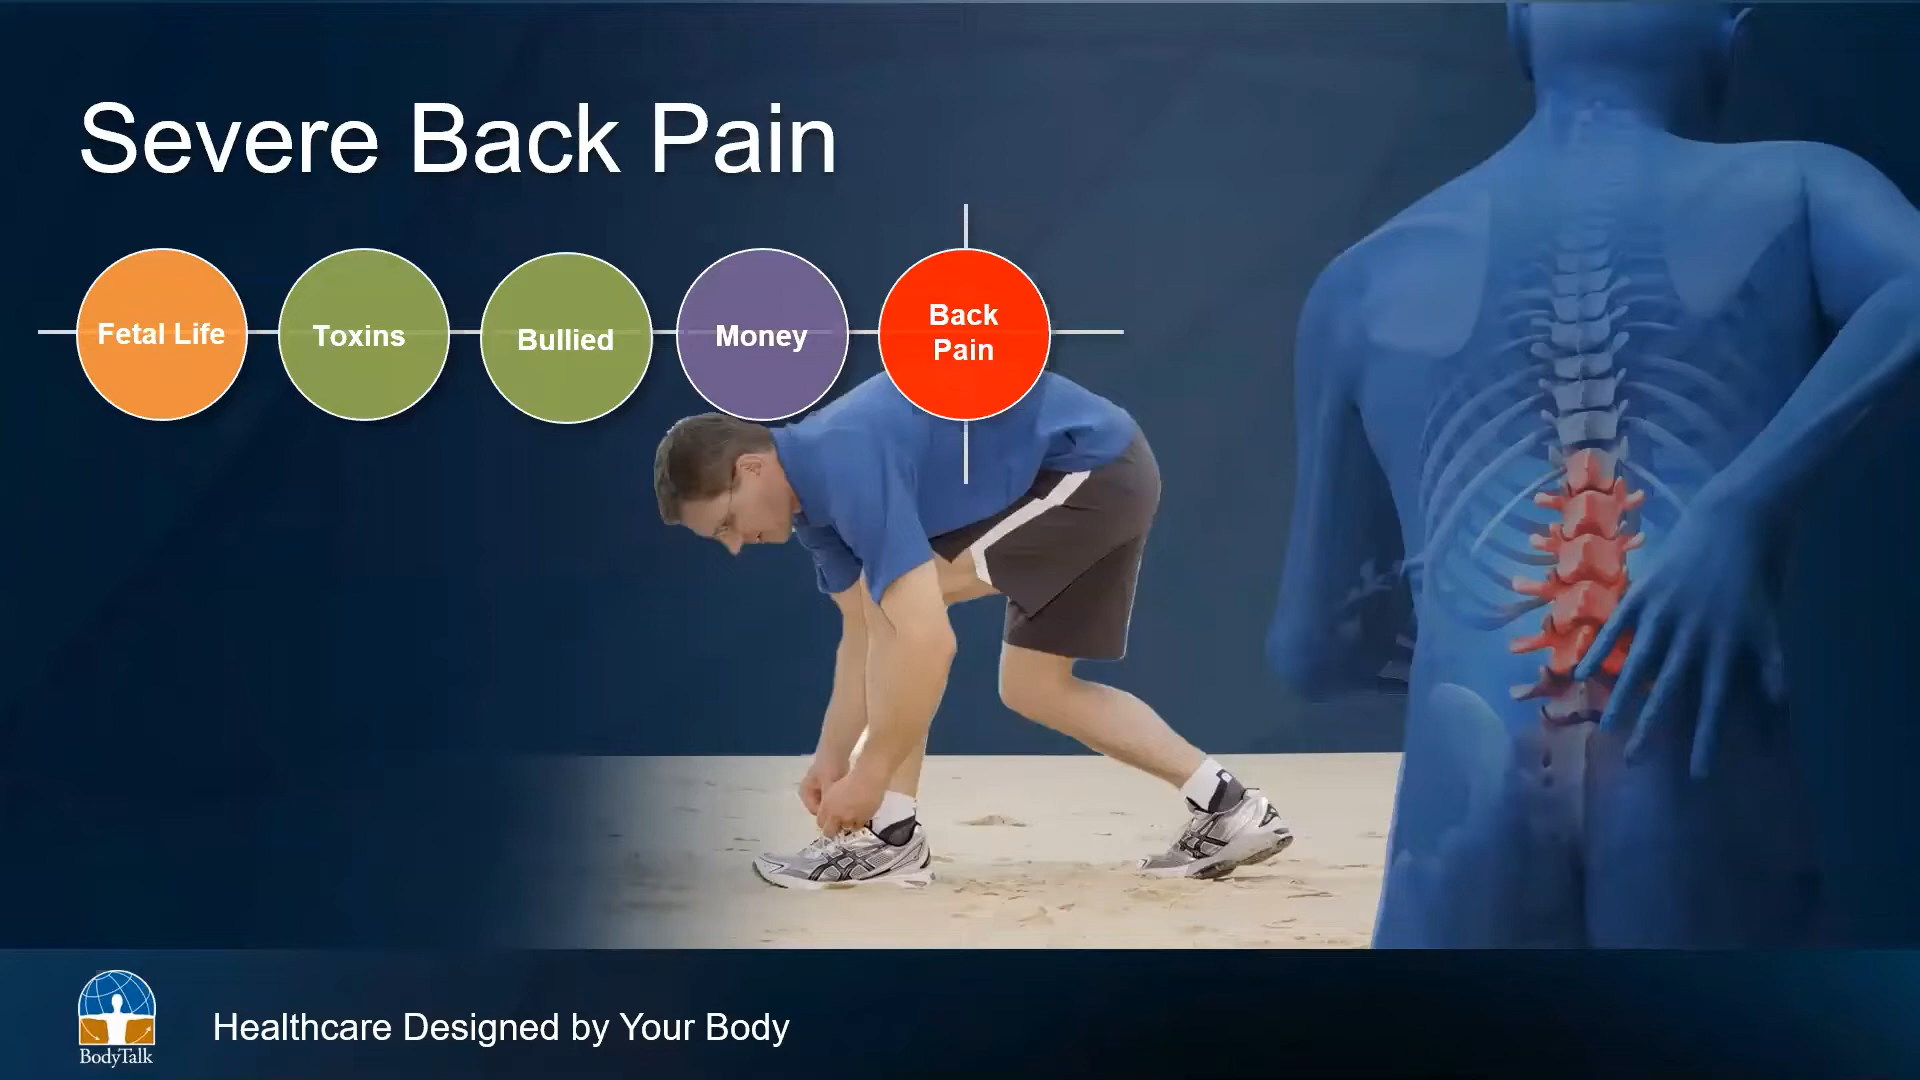 Severe Back Pain
Fetal Life
Toxins
Bullied
Money
Back
Pain
BodyTalk
Healthcare Designed by Your Body